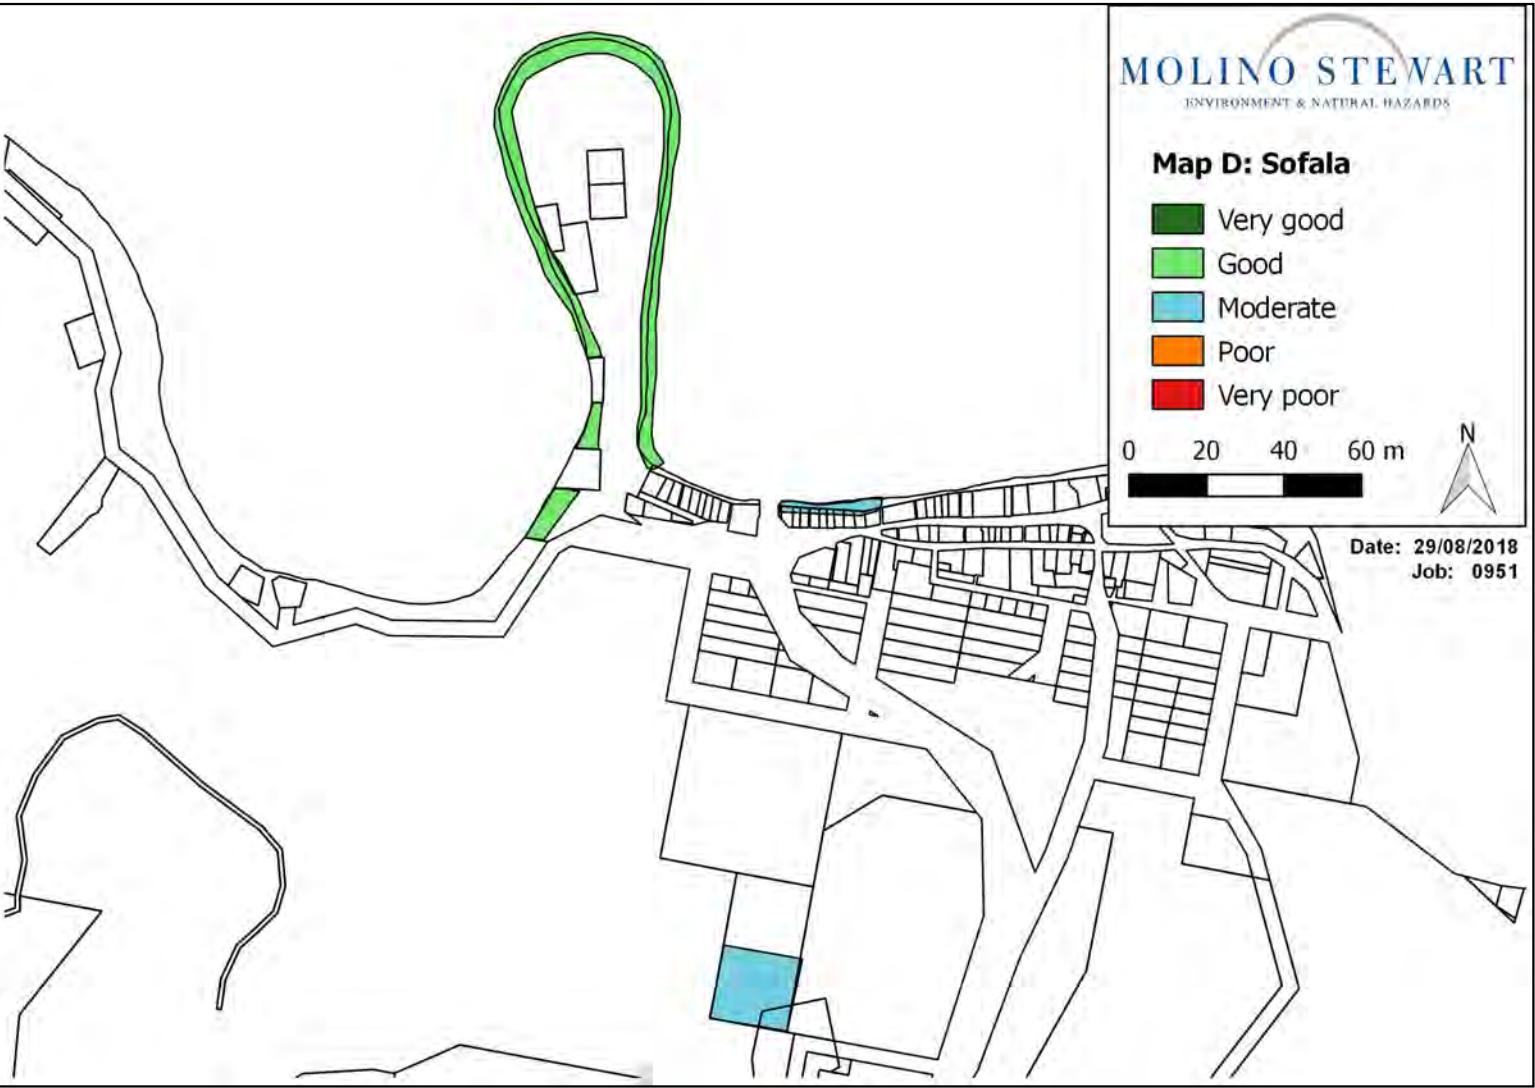 MOLINO STEWART
ENVIRONMENT & NATURAL HAZARDS
Map D: Sofala
Very good
Good
Moderate
Poor
Very poor
0 20 40 60 m
N
Date: 29/08/2018
Job: 0951